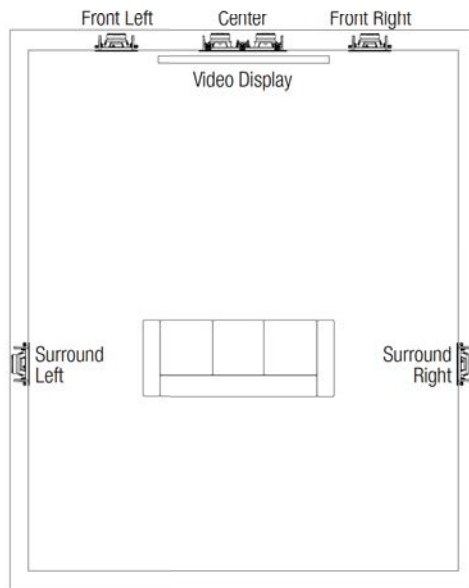 Front Left
Center
Front Right
Video Display
Surround
Left
Surround
Right